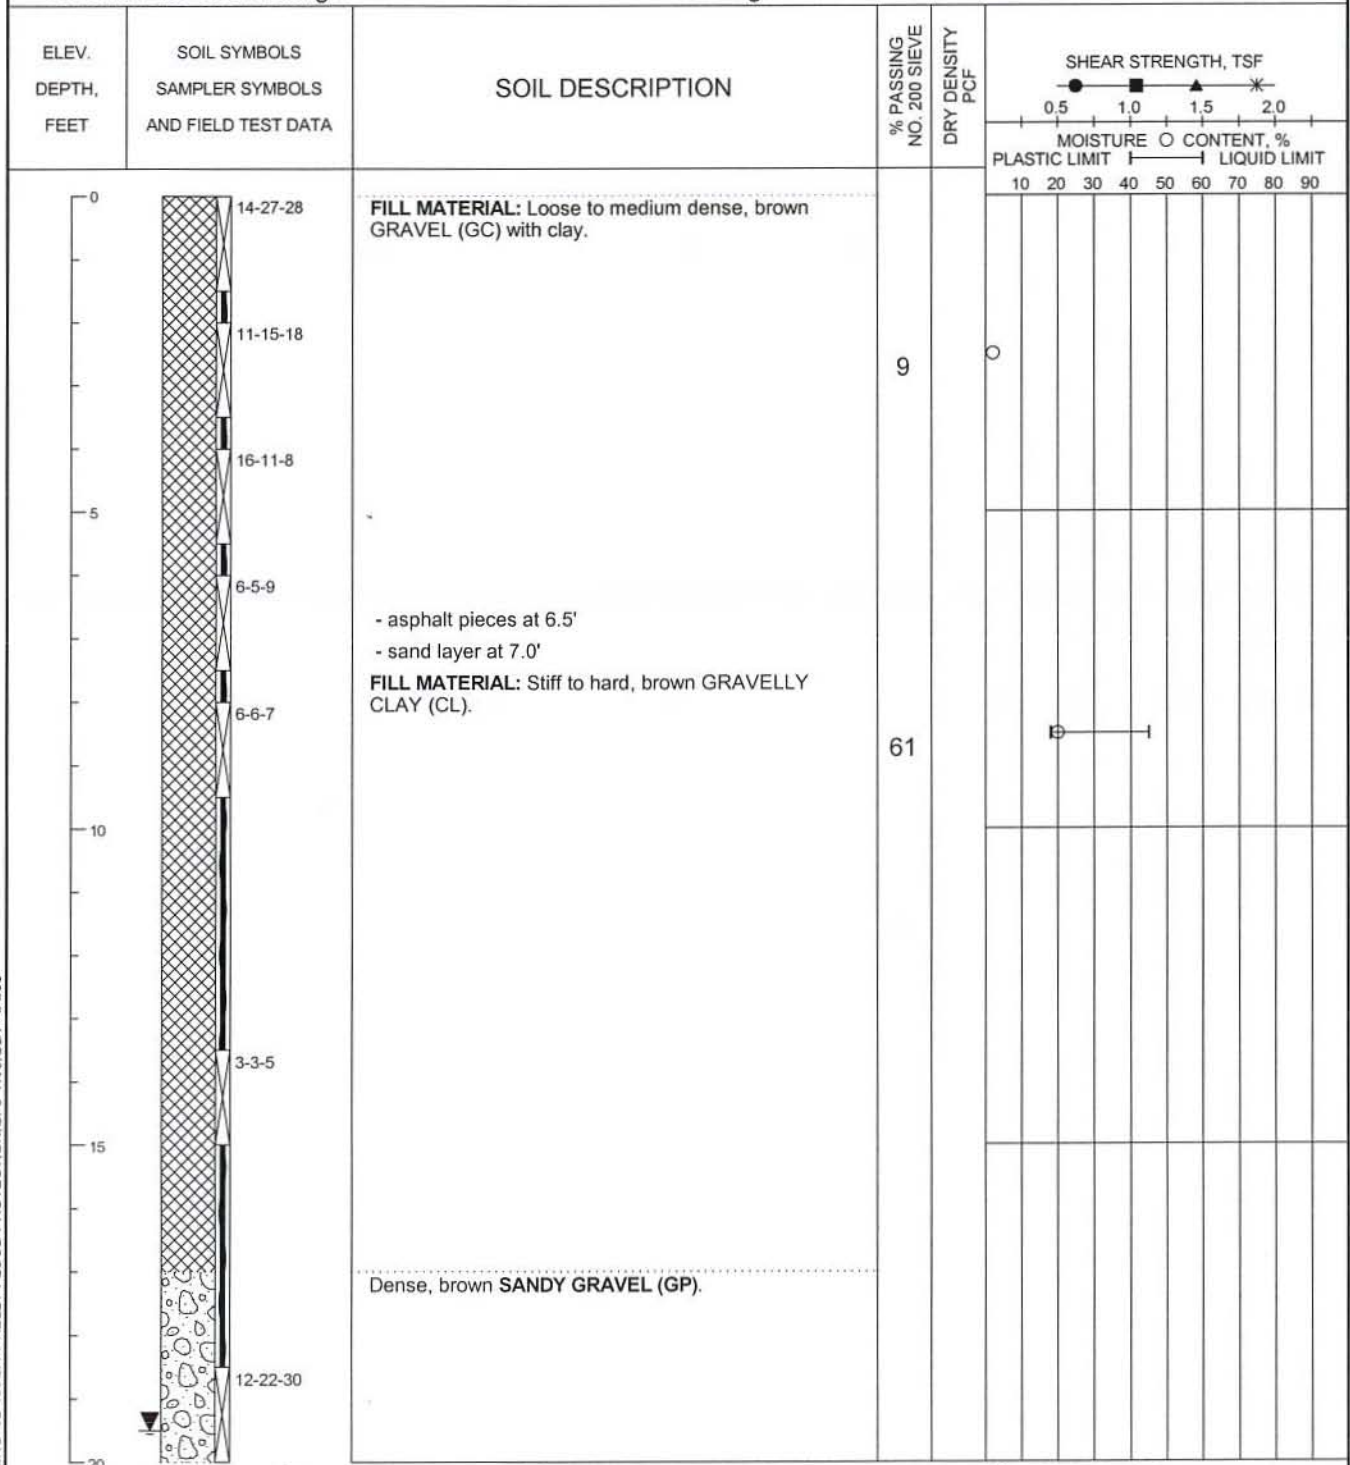 ELEV.
DEPTH,
FEET
SOIL SYMBOLS
SAMPLER SYMBOLS
AND FIELD TEST DATA
SOIL DESCRIPTION
% PASSING
NO. 200 SIEVE
DRY DENSITY
PCF
SHEAR STRENGTH, TSF
0.5 1.0 1.5 2.0
MOISTURE CONTENT, %
PLASTIC LIMIT LIQUID LIMIT
10 20 30 40 50 60 70 80 90
0
14-27-28
FILL MATERIAL: Loose to medium dense, brown
GRAVEL (GC) with clay.
11-15-18
9
16-11-8
5
6-5-9
- asphalt pieces at 6.5'
- sand layer at 7.0'
FILL MATERIAL: Stiff to hard, brown GRAVELLY
CLAY (CL).
6-6-7
61
10
3-3-5
15
Dense, brown SANDY GRAVEL (GP).
12-22-30
20